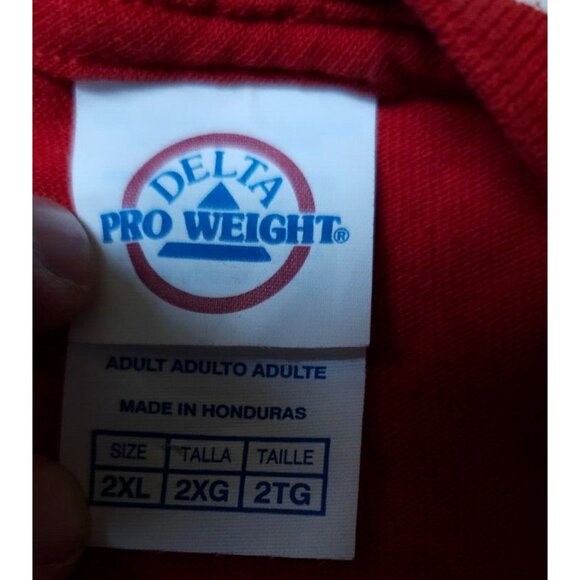 DELTA
PRO WEIGHT®
ADULT ADULTO ADULTE
MADE IN HONDURAS
SIZE TALLA TAILLE
2XL 2XG 2TG